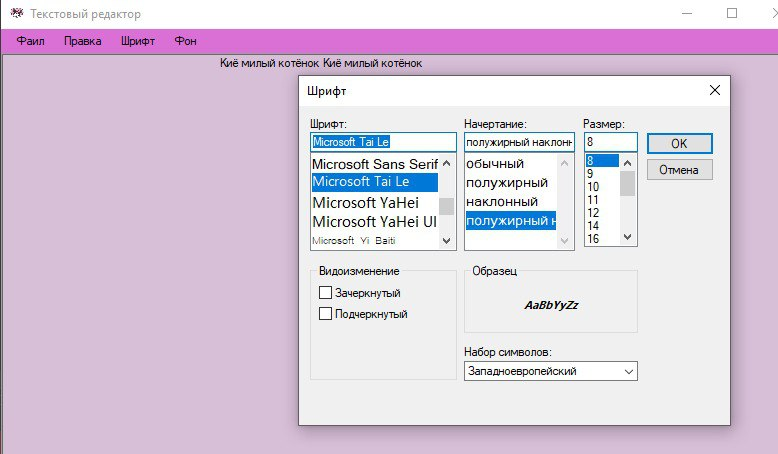 Текстовый редактор
Фаил Правка Шрифт Фон
Киё милый котёнок Киё милый котёнок
Шрифт
Шрифт: Начертание: Размер:
Microsoft Tai Le полужирный наклонн 8 OK
Microsoft Sans Serif обычный 8
Microsoft Tai Le полужирный 9 Отмена
Microsoft YaHei наклонный 10
Microsoft YaHei UI полужирный н 11
Microsoft Yi Baiti 12
14
16
Видоизменение Образец
Зачеркнутый AaBbYyZz
Подчеркнутый
Набор символов:
Западноевропейский